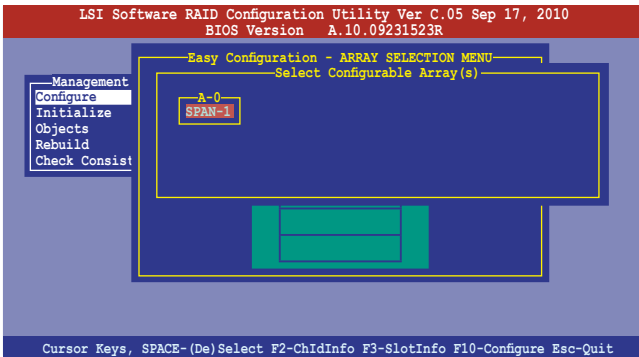 LSI Software RAID Configuration Utility Ver C.05 Sep 17, 2010
BIOS Version A.10.09231523R
Easy Configuration - ARRAY SELECTION MENU
Select Configurable Array(s)
Management
Configure
Initialize
Objects
Rebuild
Check Consist
A-0
SPAN-1
Cursor Keys, SPACE-(De)Select F2-ChIdInfo F3-SlotInfo F10-Configure Esc-Quit